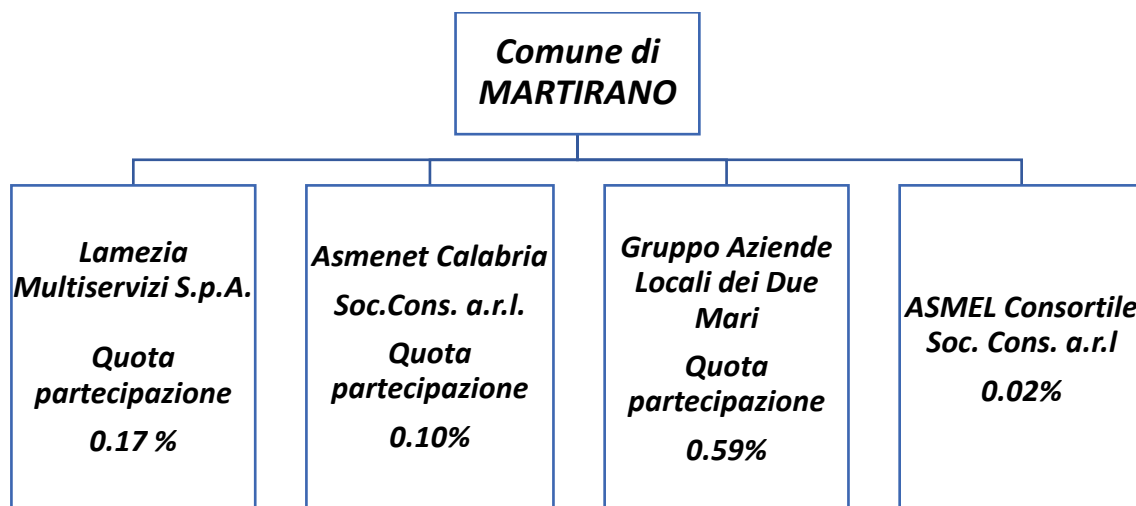 Comune di
MARTIRANO
Lamezia
Multiservizi S.p.A.
Quota
partecipazione
0.17 %
Asmenet Calabria
Soc.Cons. a.r.l.
Quota
partecipazione
0.10%
Gruppo Aziende
Locali dei Due
Mari
Quota
partecipazione
0.59%
ASMEL Consortile
Soc. Cons. a.r.l
0.02%